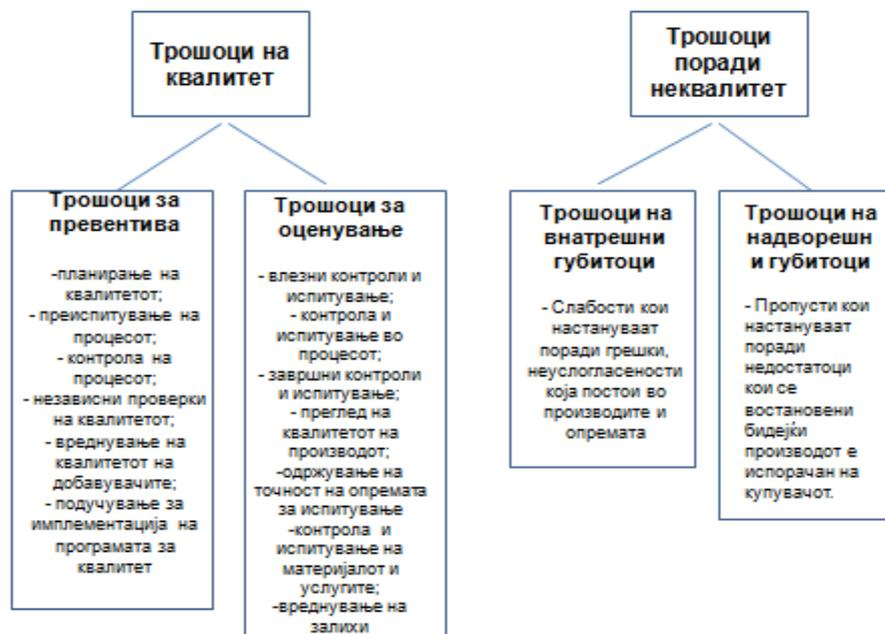 Трошоци на
квалитет
Трошоци
поради
неквалитет
Трошоци за
превентива
-планирање на
квалитетот;
- преиспитување на
процесот;
- контрола на
процесот;
- независни проверки
на квалитетот;
- вреднување на
квалитетот на
добавувачите;
- подучување за
имплементација на
програмата за
квалитет
Трошоци за
оценување
- влезни контроли и
испитување;
- контрола и
испитување во
процесот;
- завршни контроли
и испитување;
- преглед на
квалитетот на
производот;
-одржување на
точност на опремата
за испитување
-контрола и
испитување на
материјалот и
услугите;
-вреднување на
залихи
Трошоци на
внатрешни
губитоци
- Слабости кои
настануваат
поради грешки,
неуслогласености
која постои во
производите и
опремата
Трошоци на
надворешн
и губитоци
- Пропусти кои
настануваат
поради
недостатоци
кои се
востановени
бидејќи
производот е
испорачан на
купувачот.